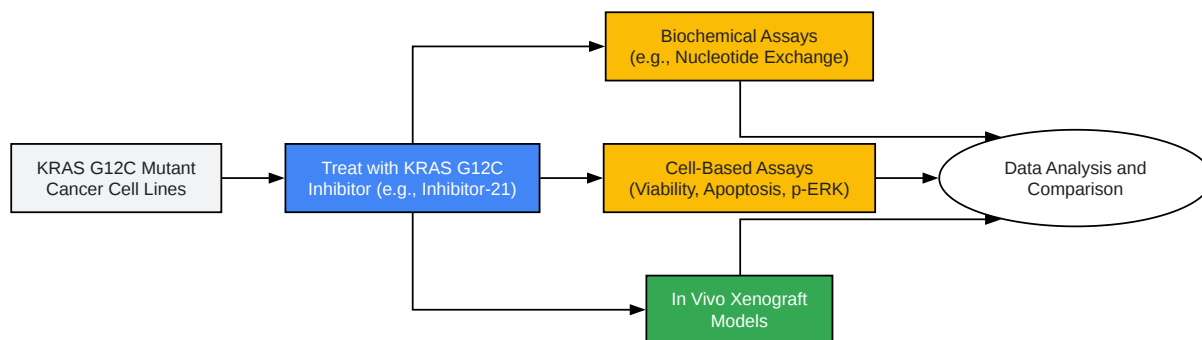 Biochemical Assays
(e.g., Nucleotide Exchange)
KRAS G12C Mutant
Cancer Cell Lines
Treat with KRAS G12C
Inhibitor (e.g., Inhibitor-21)
Cell-Based Assays
(Viability, Apoptosis, p-ERK)
Data Analysis and
Comparison
In Vivo Xenograft
Models